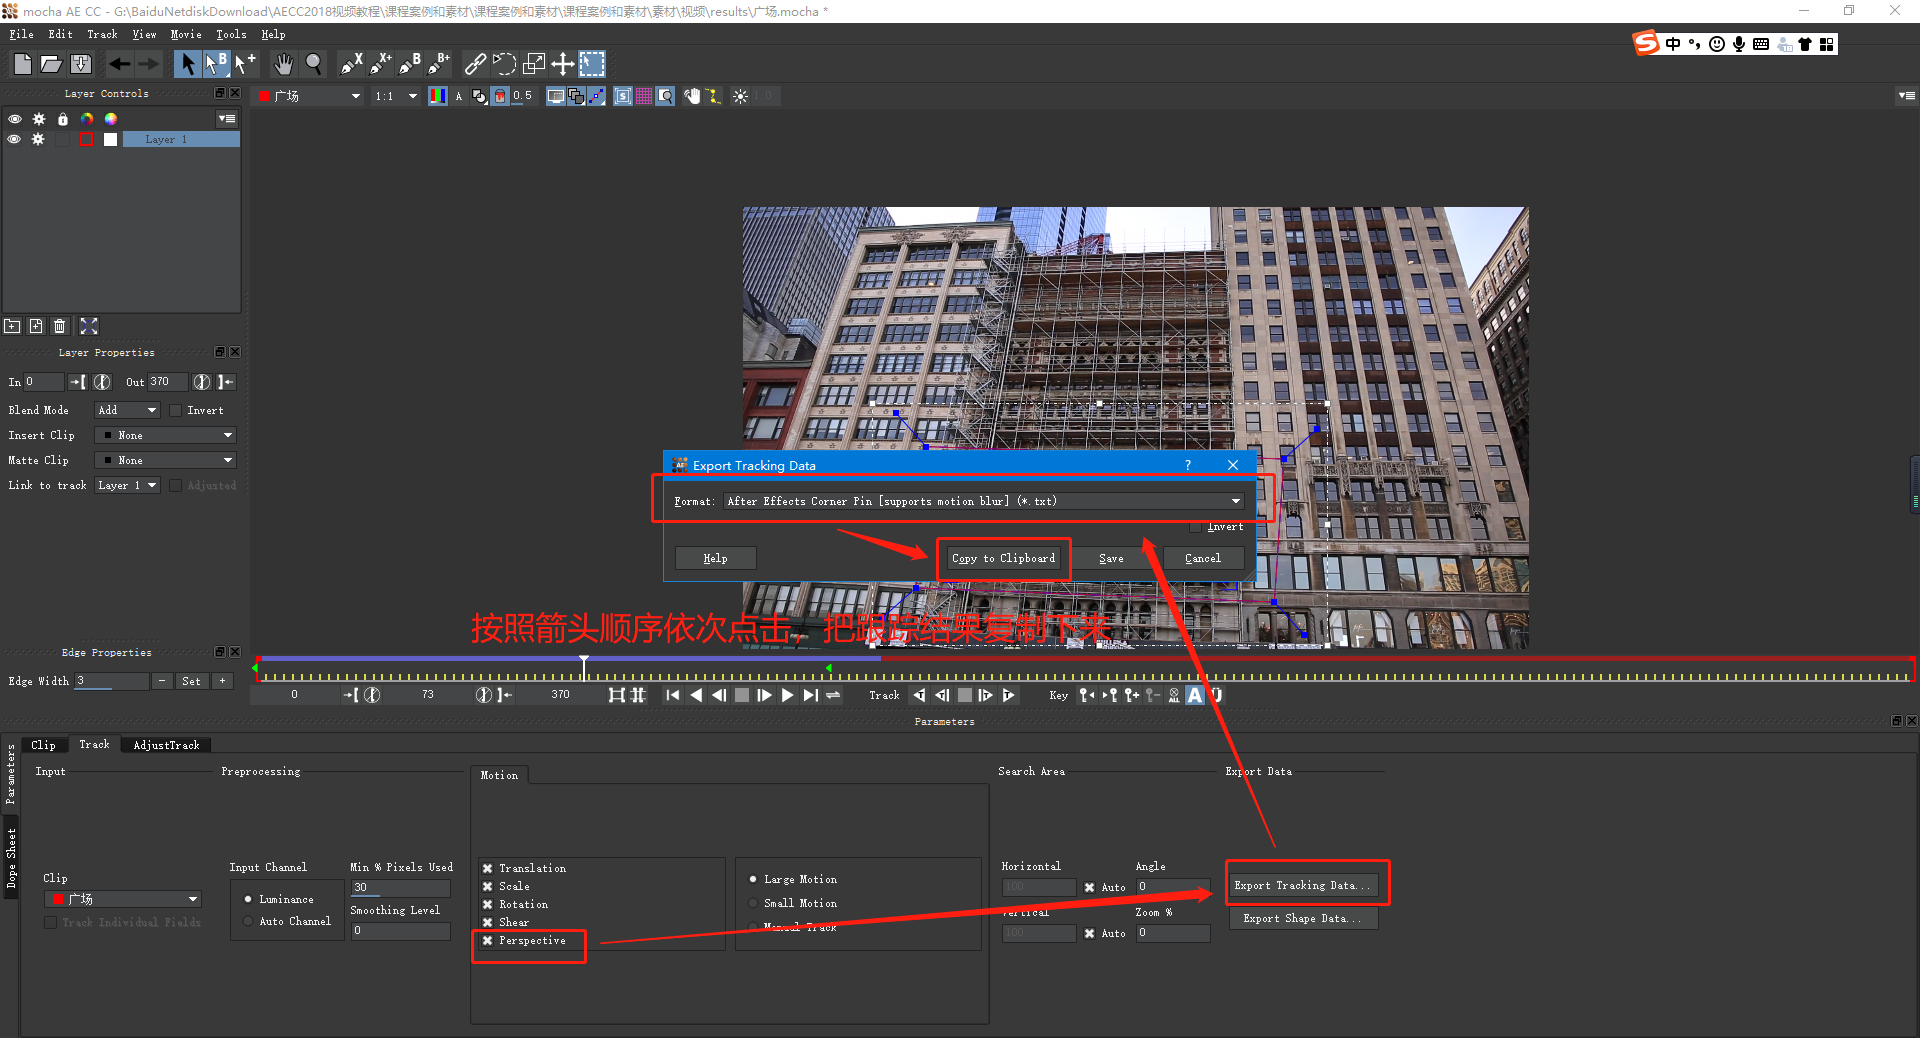 mocha AE CC - G:\BaiduNetdiskDownload\AECC2018视频教程\课程案例和素材\课程案例和素材\课程案例和素材\素材\视频\results\广场.mocha *
File Edit Track View Movie Tools Help
中
Layer Controls
广场 1:1 A 0.5 1.0
Layer 1
Layer Properties
In 0 Out 370
Blend Mode Add Invert
Insert Clip None
Matte Clip None
Link to track Layer 1 Adjusted
Export Tracking Data ?
Format: After Effects Corner Pin [supports motion blur] (*.txt)
Invert
Help Copy to Clipboard Save Cancel
按照箭头顺序依次点击，把跟踪结果复制下来
Edge Properties
Edge Width 3 - Set +
0 73 370 Track Key ALL A
Parameters
Parameters
Dope Sheet
Clip Track AdjustTrack
Input Preprocessing Motion Search Area Export Data
Clip
广场
Track Individual Fields
Input Channel
Luminance
Auto Channel
Min % Pixels Used
30
Smoothing Level
0
Translation
Scale
Rotation
Shear
Perspective
Large Motion
Small Motion
Manual Track
Horizontal
100 Auto
Vertical
100 Auto
Angle
0
Zoom %
0
Export Tracking Data...
Export Shape Data...